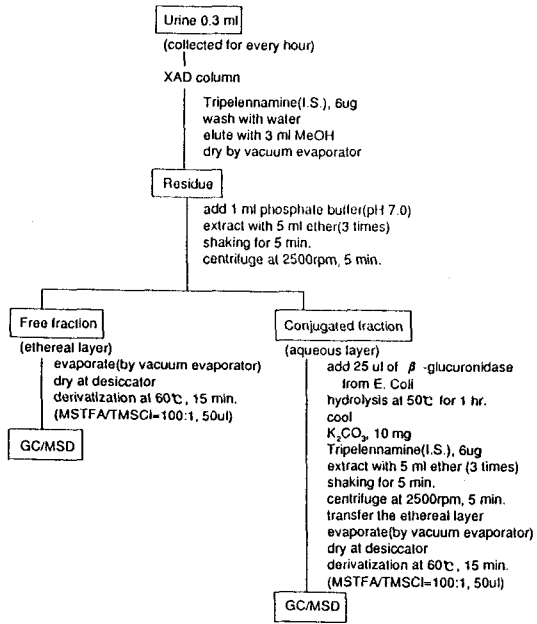 Urine 0.3 ml
(collected for every hour)
XAD column
Tripelennamine(I.S.), 6ug
wash with water
elute with 3 ml MeOH
dry by vacuum evaporator
Residue
add 1 ml phosphate buffer(pH 7.0)
extract with 5 ml ether(3 times)
shaking for 5 min.
centrifuge at 2500rpm, 5 min.
Free fraction
(ethereal layer)
evaporate(by vacuum evaporator)
dry at desiccator
derivatization at 60℃, 15 min.
(MSTFA/TMSCl=100:1, 50ul)
GC/MSD
Conjugated fraction
(aqueous layer)
add 25 ul of β -glucuronidase
from E. Coli
hydrolysis at 50℃ for 1 hr.
cool
K₂CO₃, 10 mg
Tripelennamine(I.S.), 6ug
extract with 5 ml ether (3 times)
shaking for 5 min.
centrifuge at 2500rpm, 5 min.
transfer the ethereal layer
evaporate(by vacuum evaporator)
dry at desiccator
derivatization at 60℃, 15 min.
(MSTFA/TMSCl=100:1, 50ul)
GC/MSD